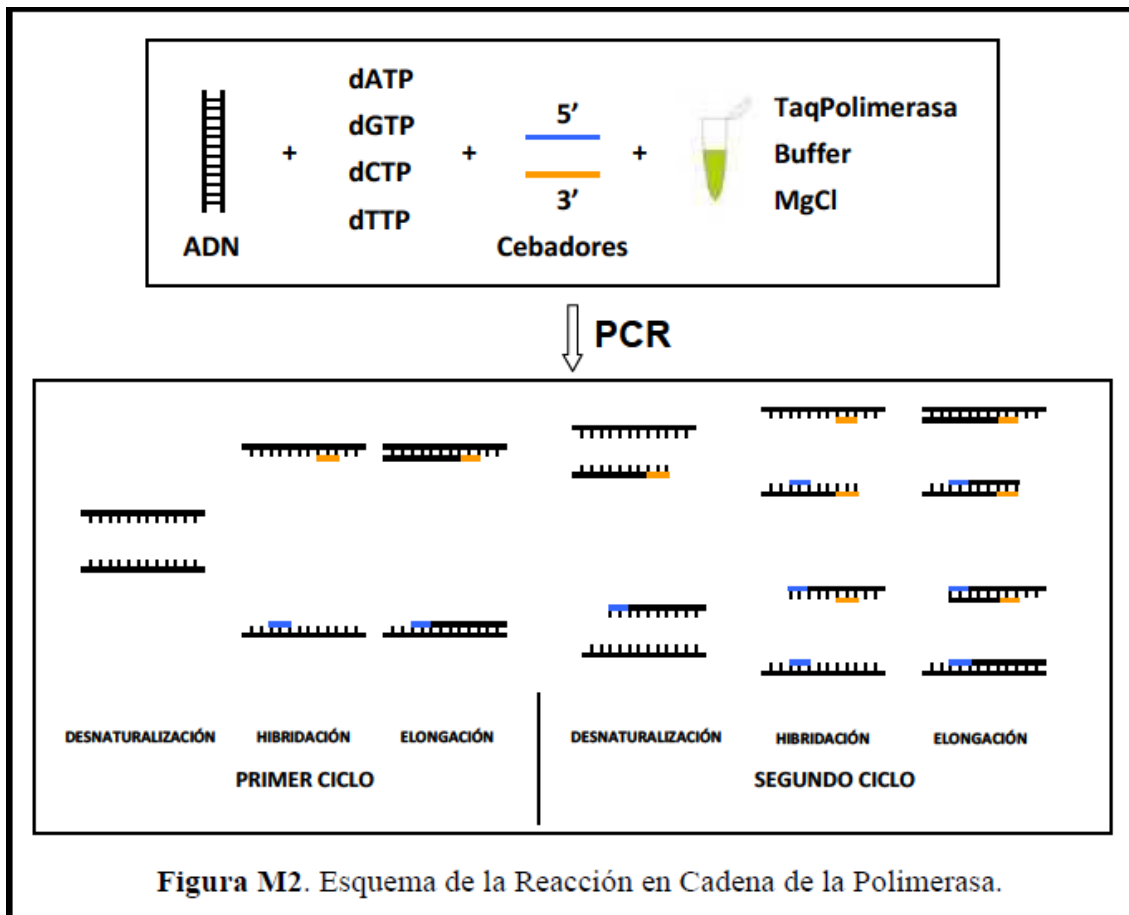 dATP
dGTP
dCTP
dTTP
ADN
+
+
5’
3’
Cebadores
+
TaqPolimerasa
Buffer
MgCl
PCR
DESNATURALIZACIÓN HIBRIDACIÓN ELONGACIÓN
PRIMER CICLO
DESNATURALIZACIÓN HIBRIDACIÓN ELONGACIÓN
SEGUNDO CICLO
Figura M2. Esquema de la Reacción en Cadena de la Polimerasa.